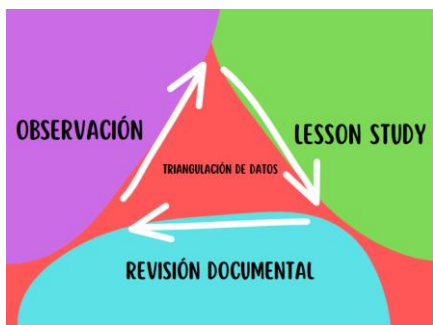 OBSERVACIÓN
LESSON STUDY
TRIANGULACIÓN DE DATOS
REVISIÓN DOCUMENTAL